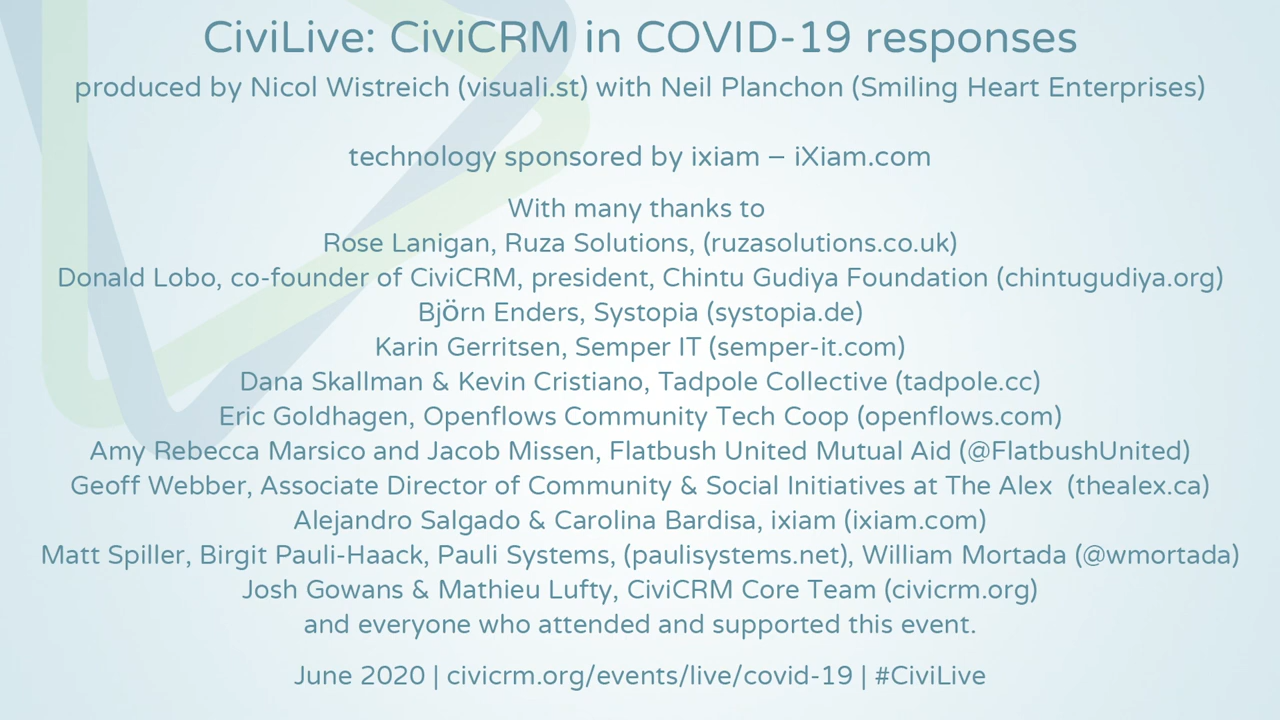 CiviLive: CiviCRM in COVID-19 responses
produced by Nicol Wistreich (visuali.st) with Neil Planchon (Smiling Heart Enterprises)
technology sponsored by ixiam – iXiam.com
With many thanks to
Rose Lanigan, Ruza Solutions, (ruzasolutions.co.uk)
Donald Lobo, co-founder of CiviCRM, president, Chintu Gudiya Foundation (chintugudiya.org)
Björn Enders, Systopia (systopia.de)
Karin Gerritsen, Semper IT (semper-it.com)
Dana Skallman & Kevin Cristiano, Tadpole Collective (tadpole.cc)
Eric Goldhagen, Openflows Community Tech Coop (openflows.com)
Amy Rebecca Marsico and Jacob Missen, Flatbush United Mutual Aid (@FlatbushUnited)
Geoff Webber, Associate Director of Community & Social Initiatives at The Alex  (thealex.ca)
Alejandro Salgado & Carolina Bardisa, ixiam (ixiam.com)
Matt Spiller, Birgit Pauli-Haack, Pauli Systems, (paulisystems.net), William Mortada (@wmortada)
Josh Gowans & Mathieu Lufty, CiviCRM Core Team (civicrm.org)
and everyone who attended and supported this event.
June 2020 | civicrm.org/events/live/covid-19 | #CiviLive